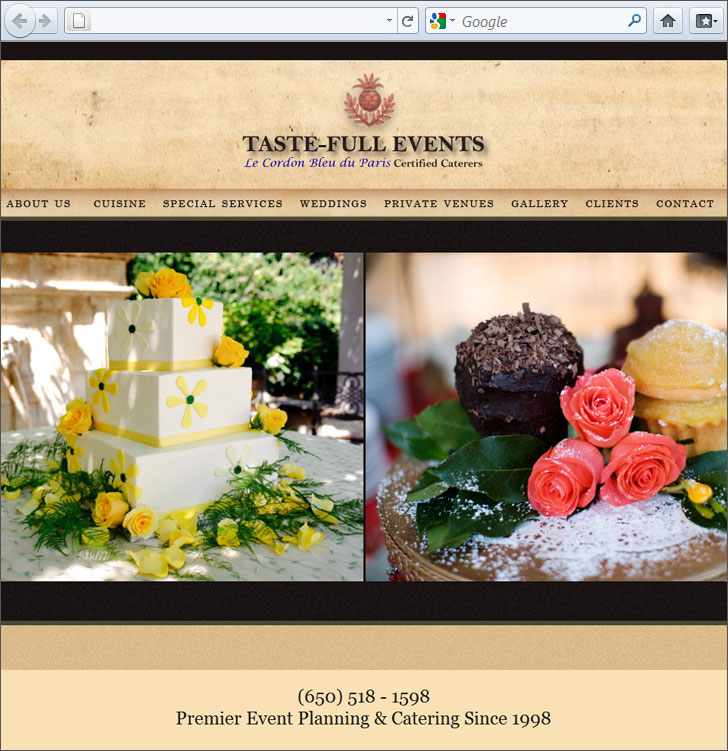 Google
TASTE-FULL EVENTS
Le Cordon Bleu du Paris Certified Caterers
ABOUT US CUISINE SPECIAL SERVICES WEDDINGS PRIVATE VENUES GALLERY CLIENTS CONTACT
(650) 518 - 1598
Premier Event Planning & Catering Since 1998